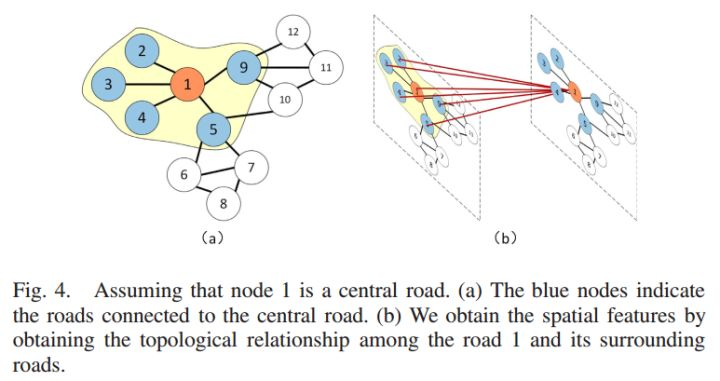 12
2
9
11
3
1
10
4
5
6
7
8
(a)
(b)
Fig. 4. Assuming that node 1 is a central road. (a) The blue nodes indicate
the roads connected to the central road. (b) We obtain the spatial features by
obtaining the topological relationship among the road 1 and its surrounding
roads.